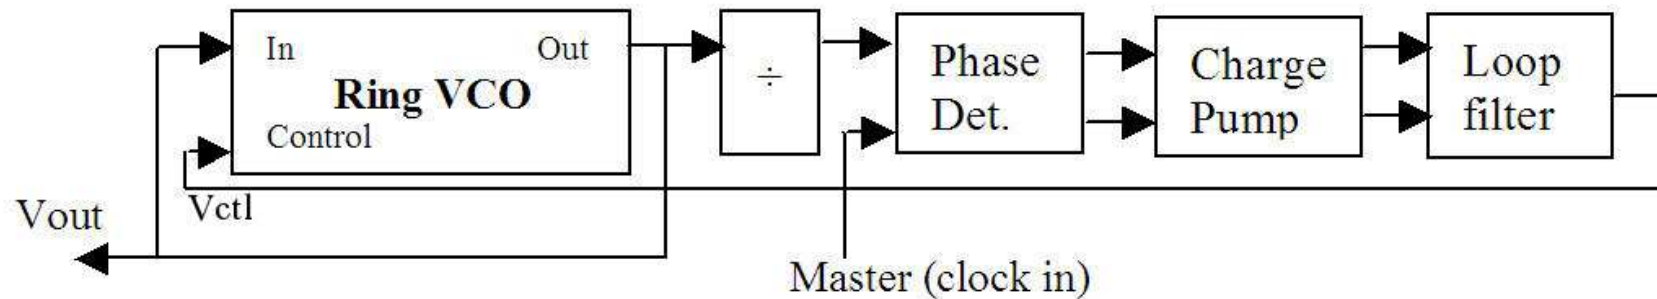 In
Out
Ring VCO
Control
÷
Phase
Det.
Charge
Pump
Loop
filter
Vout
Vctl
Master (clock in)